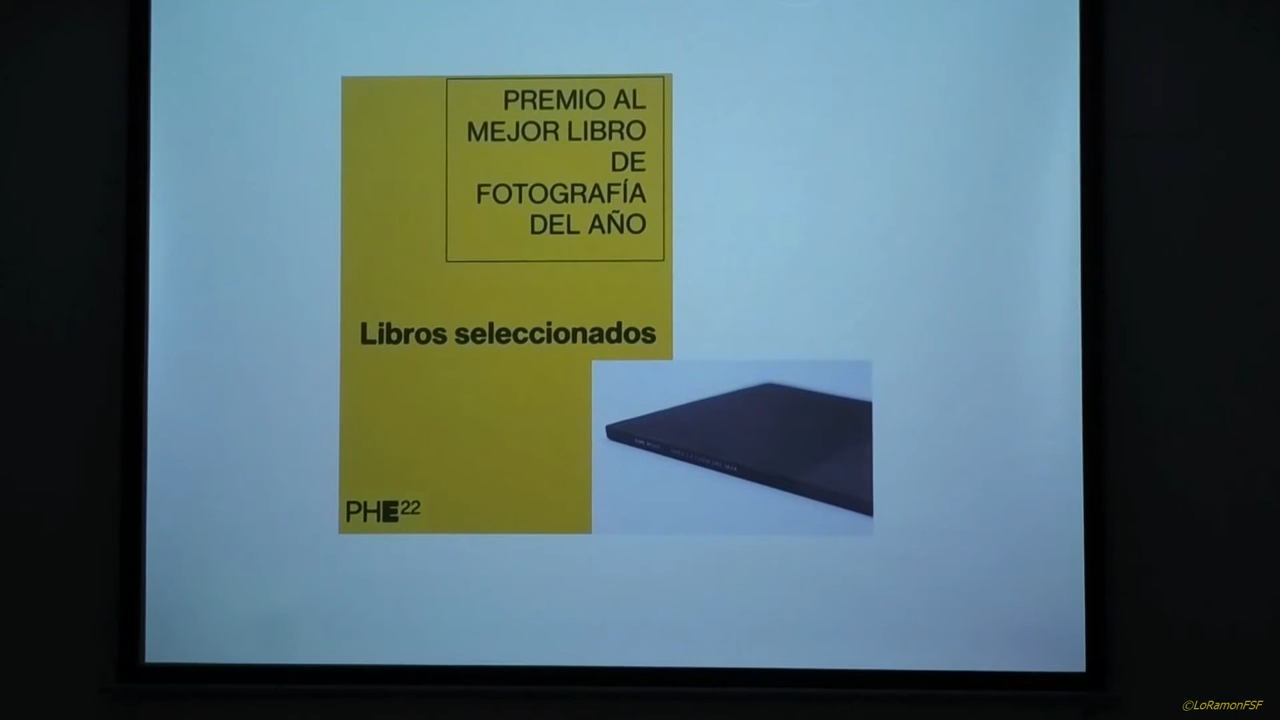 PREMIO AL
MEJOR LIBRO
DE
FOTOGRAFÍA
DEL AÑO
Libros seleccionados
PHE22
©LoRamonFSF